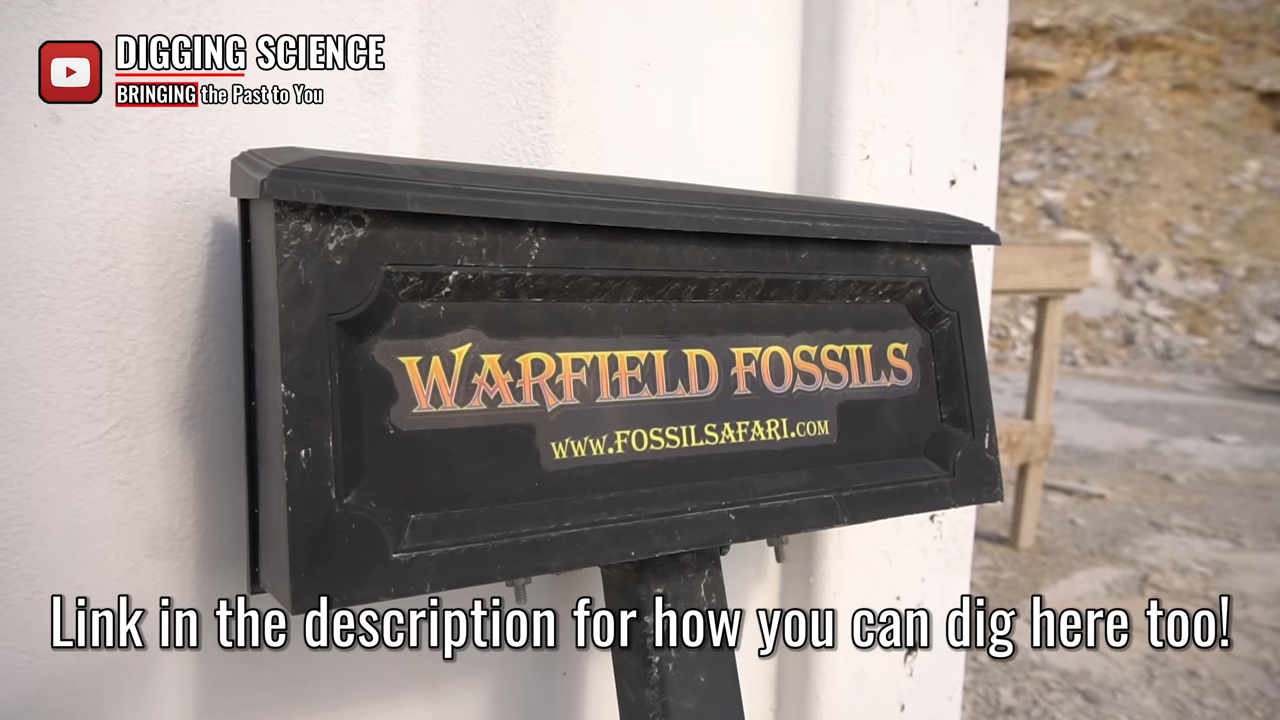 DIGGING SCIENCE
BRINGING the Past to You
WARFIELD FOSSILS
WWW.FOSSILSAFARI.COM
Link in the description for how you can dig here too!